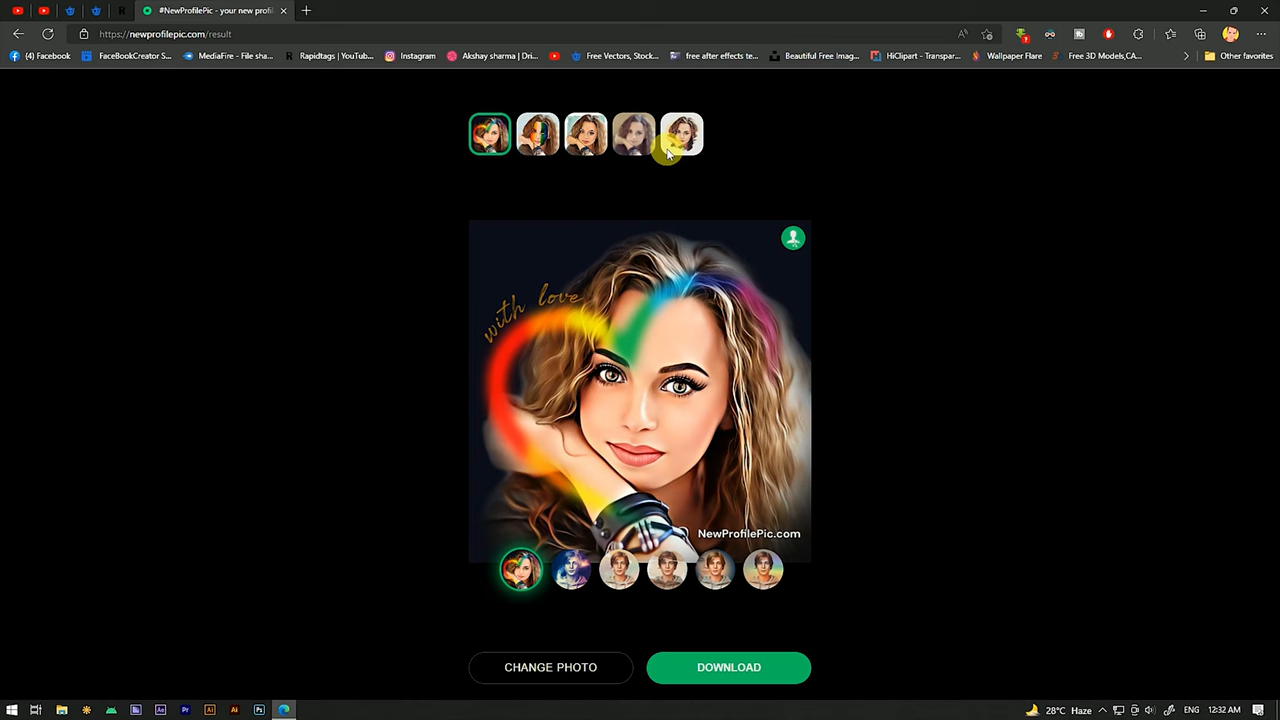 #NewProfilePic - your new profi
https://newprofilepic.com/result
(4) Facebook
FaceBookCreator S...
MediaFire - File sha...
Rapidtags | YouTub...
Instagram
Akshay sharma | Dri...
Free Vectors, Stock...
free after effects te...
Beautiful Free Imag...
HiClipart - Transpar...
Wallpaper Flare
Free 3D Models,CA...
Other favorites
with love
NewProfilePic.com
CHANGE PHOTO
DOWNLOAD
28°C Haze
ENG
12:32 AM